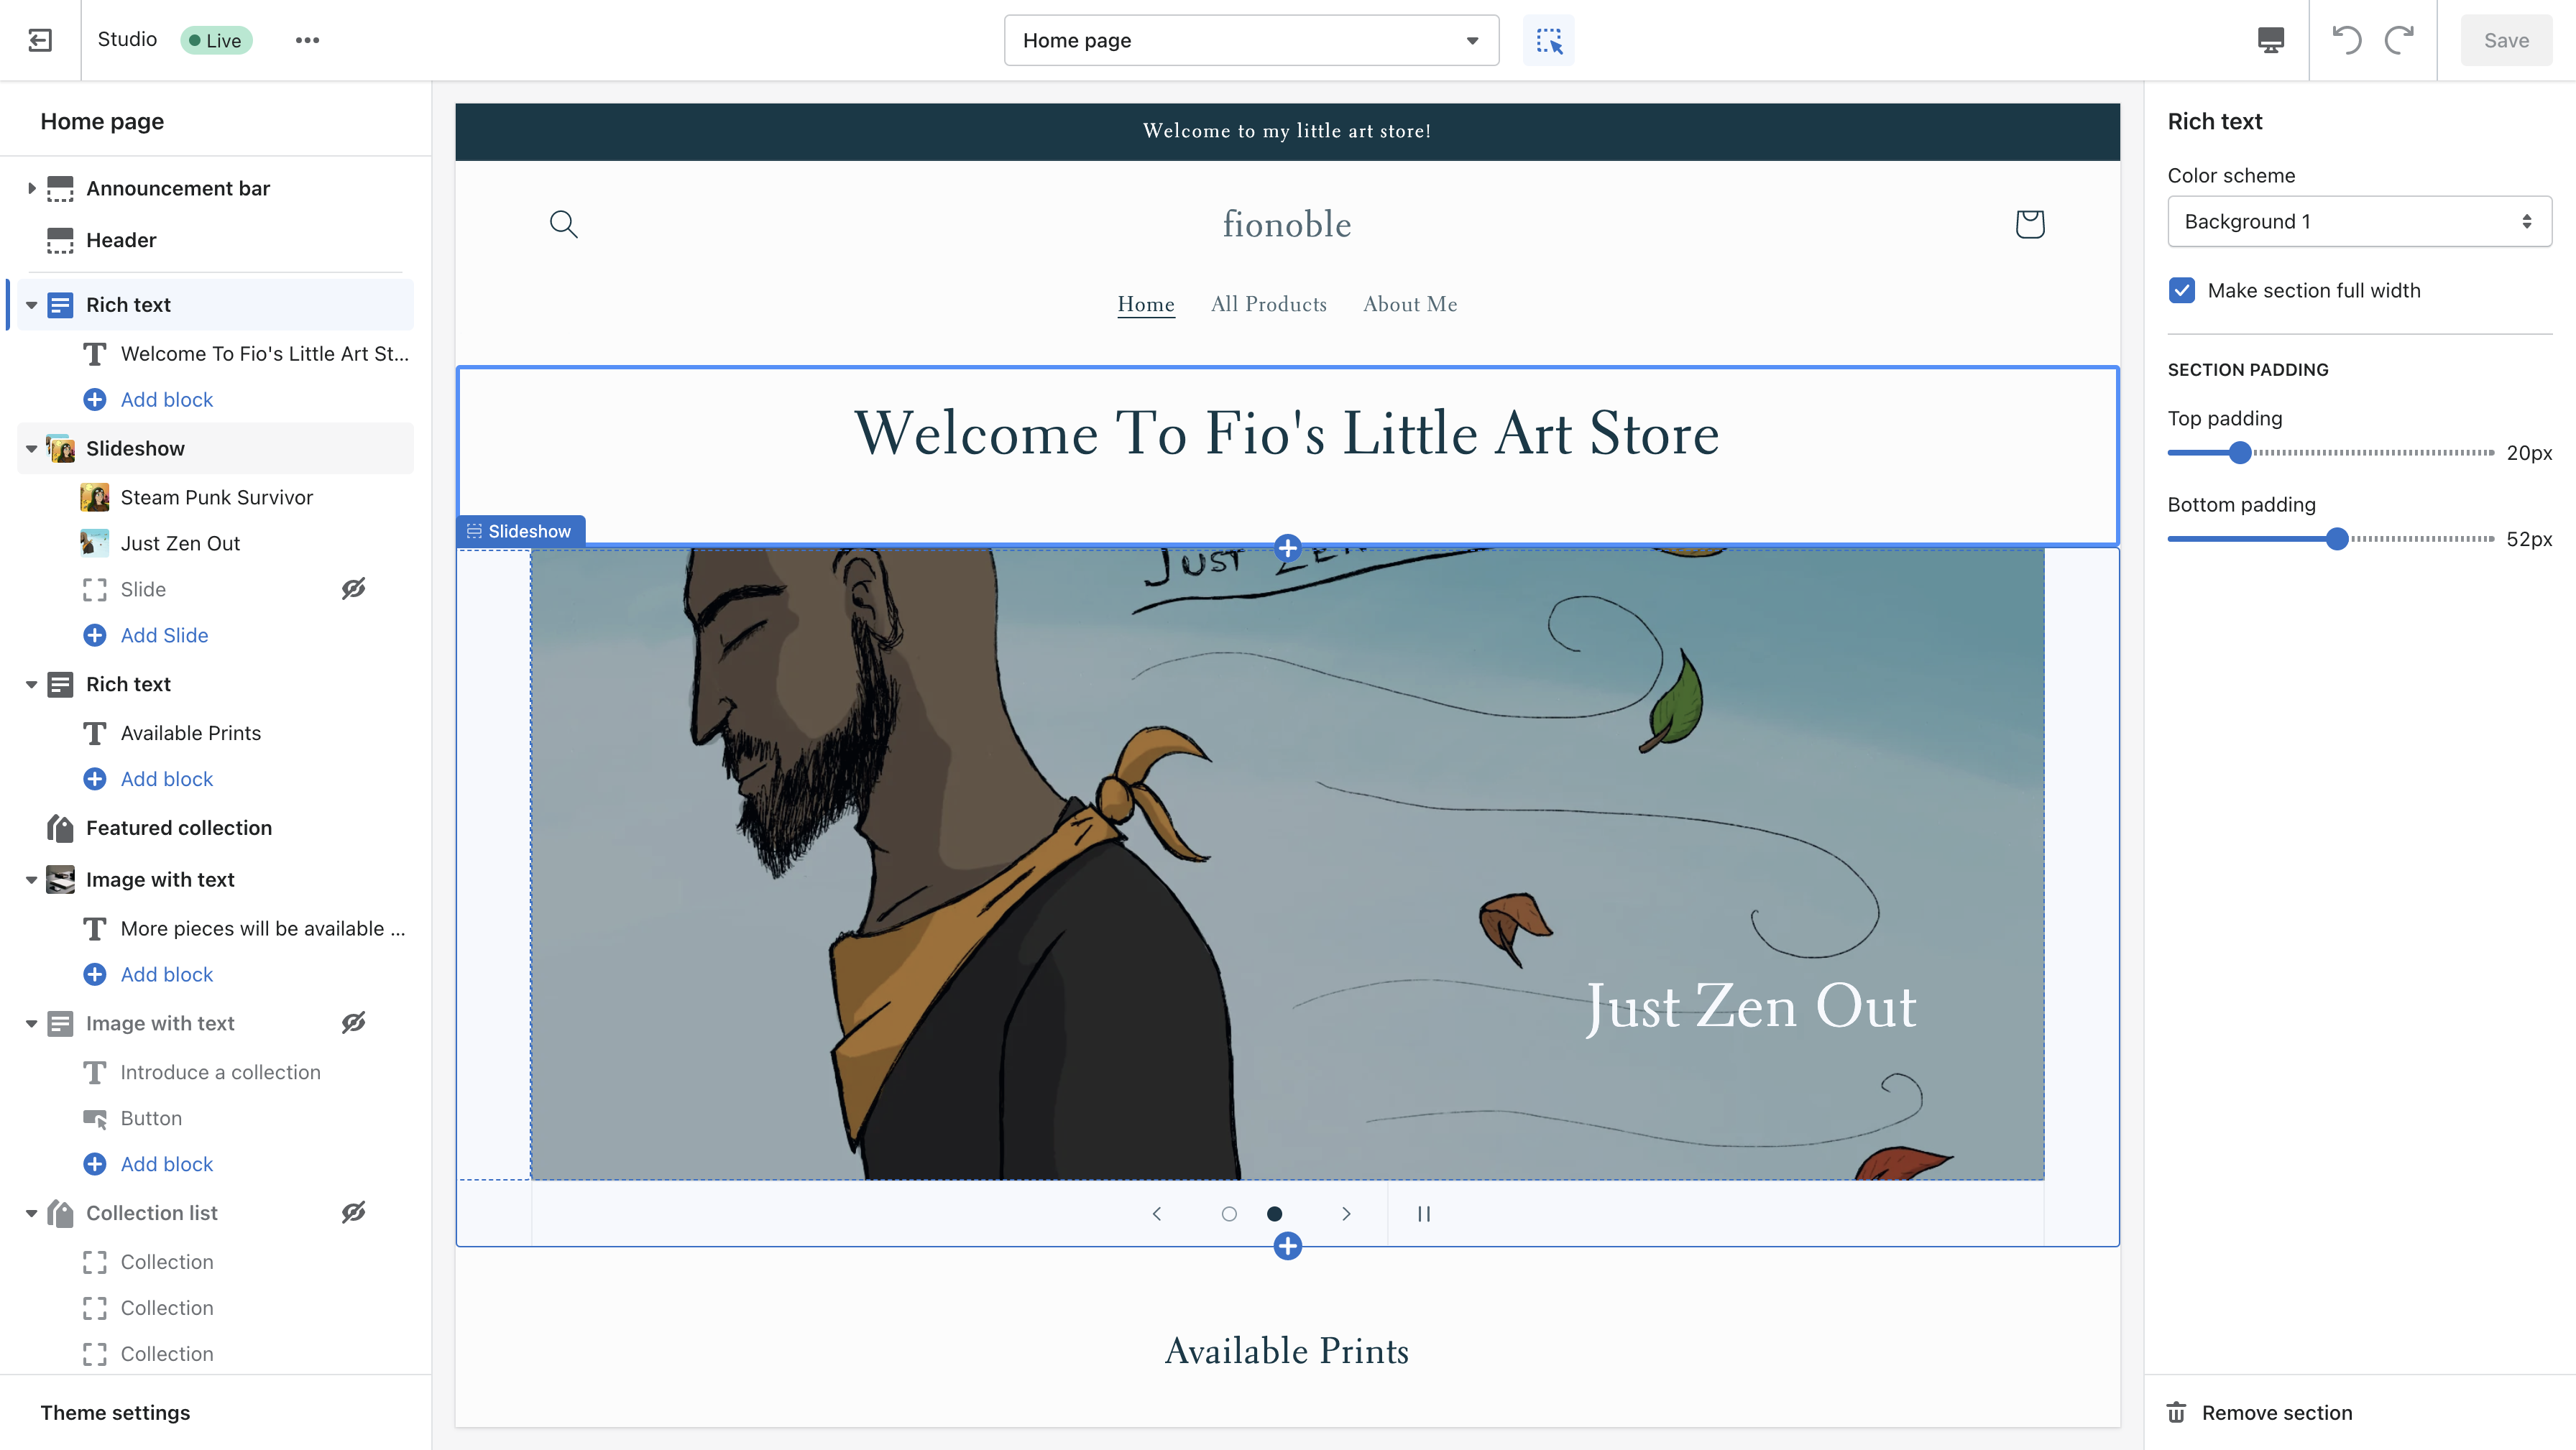 Studio
Live
Home page
Save
Home page
Announcement bar
Header
Rich text
Welcome To Fio's Little Art St...
Add block
Slideshow
Steam Punk Survivor
Just Zen Out
Slide
Add Slide
Rich text
Available Prints
Add block
Featured collection
Image with text
More pieces will be available ...
Add block
Image with text
Introduce a collection
Button
Add block
Collection list
Collection
Collection
Collection
Theme settings
Welcome to my little art store!
fionoble
Home All Products About Me
Welcome To Fio's Little Art Store
Slideshow
JUST
Just Zen Out
Available Prints
Rich text
Color scheme
Background 1
Make section full width
SECTION PADDING
Top padding
20px
Bottom padding
52px
Remove section